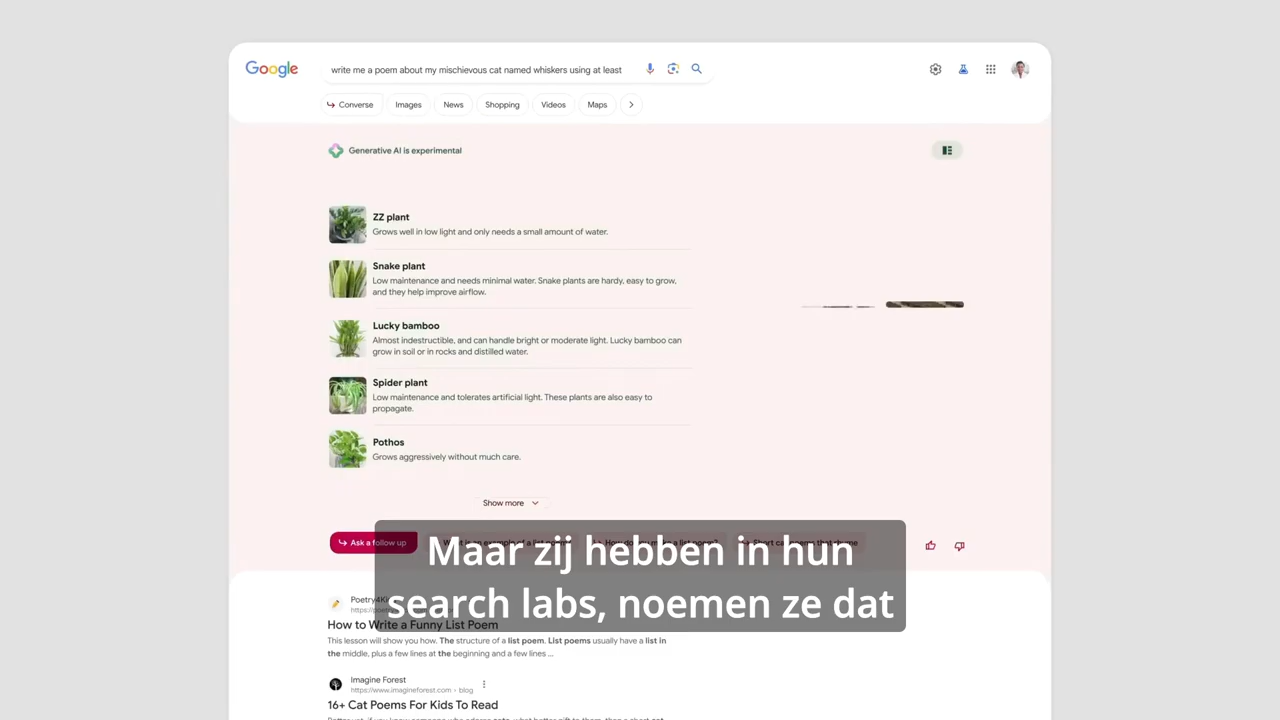 Google
write me a poem about my mischievous cat named whiskers using at least
Converse
Images
News
Shopping
Videos
Maps
Generative AI is experimental
ZZ plant
Grows well in low light and only needs a small amount of water.
Snake plant
Low maintenance and needs minimal water. Snake plants are hardy, easy to grow,
and they help improve airflow.
Lucky bamboo
Almost indestructible, and can handle bright or moderate light. Lucky bamboo can
grow in soil or in rocks and distilled water.
Spider plant
Low maintenance and tolerates artificial light. These plants are also easy to
propagate.
Pothos
Grows aggressively without much care.
Show more
Ask a follow up
Maar zij hebben in hun
search labs, noemen ze dat
How to Write a Funny List Poem
This lesson will show you how. The structure of a list poem. List poems usually have a list in
the middle, plus a few lines at the beginning and a few lines ...
Imagine Forest
https://www.imagineforest.com › blog
16+ Cat Poems For Kids To Read